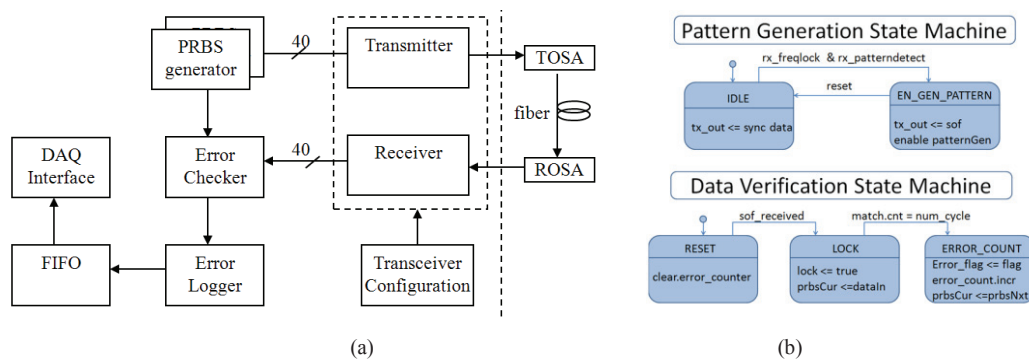 PRBS
generator
40
Transmitter
TOSA
fiber
DAQ
Interface
Error
Checker
40
Receiver
ROSA
FIFO
Error
Logger
Transceiver
Configuration
(a)
Pattern Generation State Machine
rx_freqlock & rx_patterndetect
IDLE
reset
EN_GEN_PATTERN
tx_out <= sync data
tx_out <= sof
enable patternGen
Data Verification State Machine
sof_received
match.cnt = num_cycle
RESET
LOCK
ERROR_COUNT
clear.error_counter
lock <= true
prbsCur <=dataIn
Error_flag <= flag
error_count.incr
prbsCur <=prbsNxt
(b)